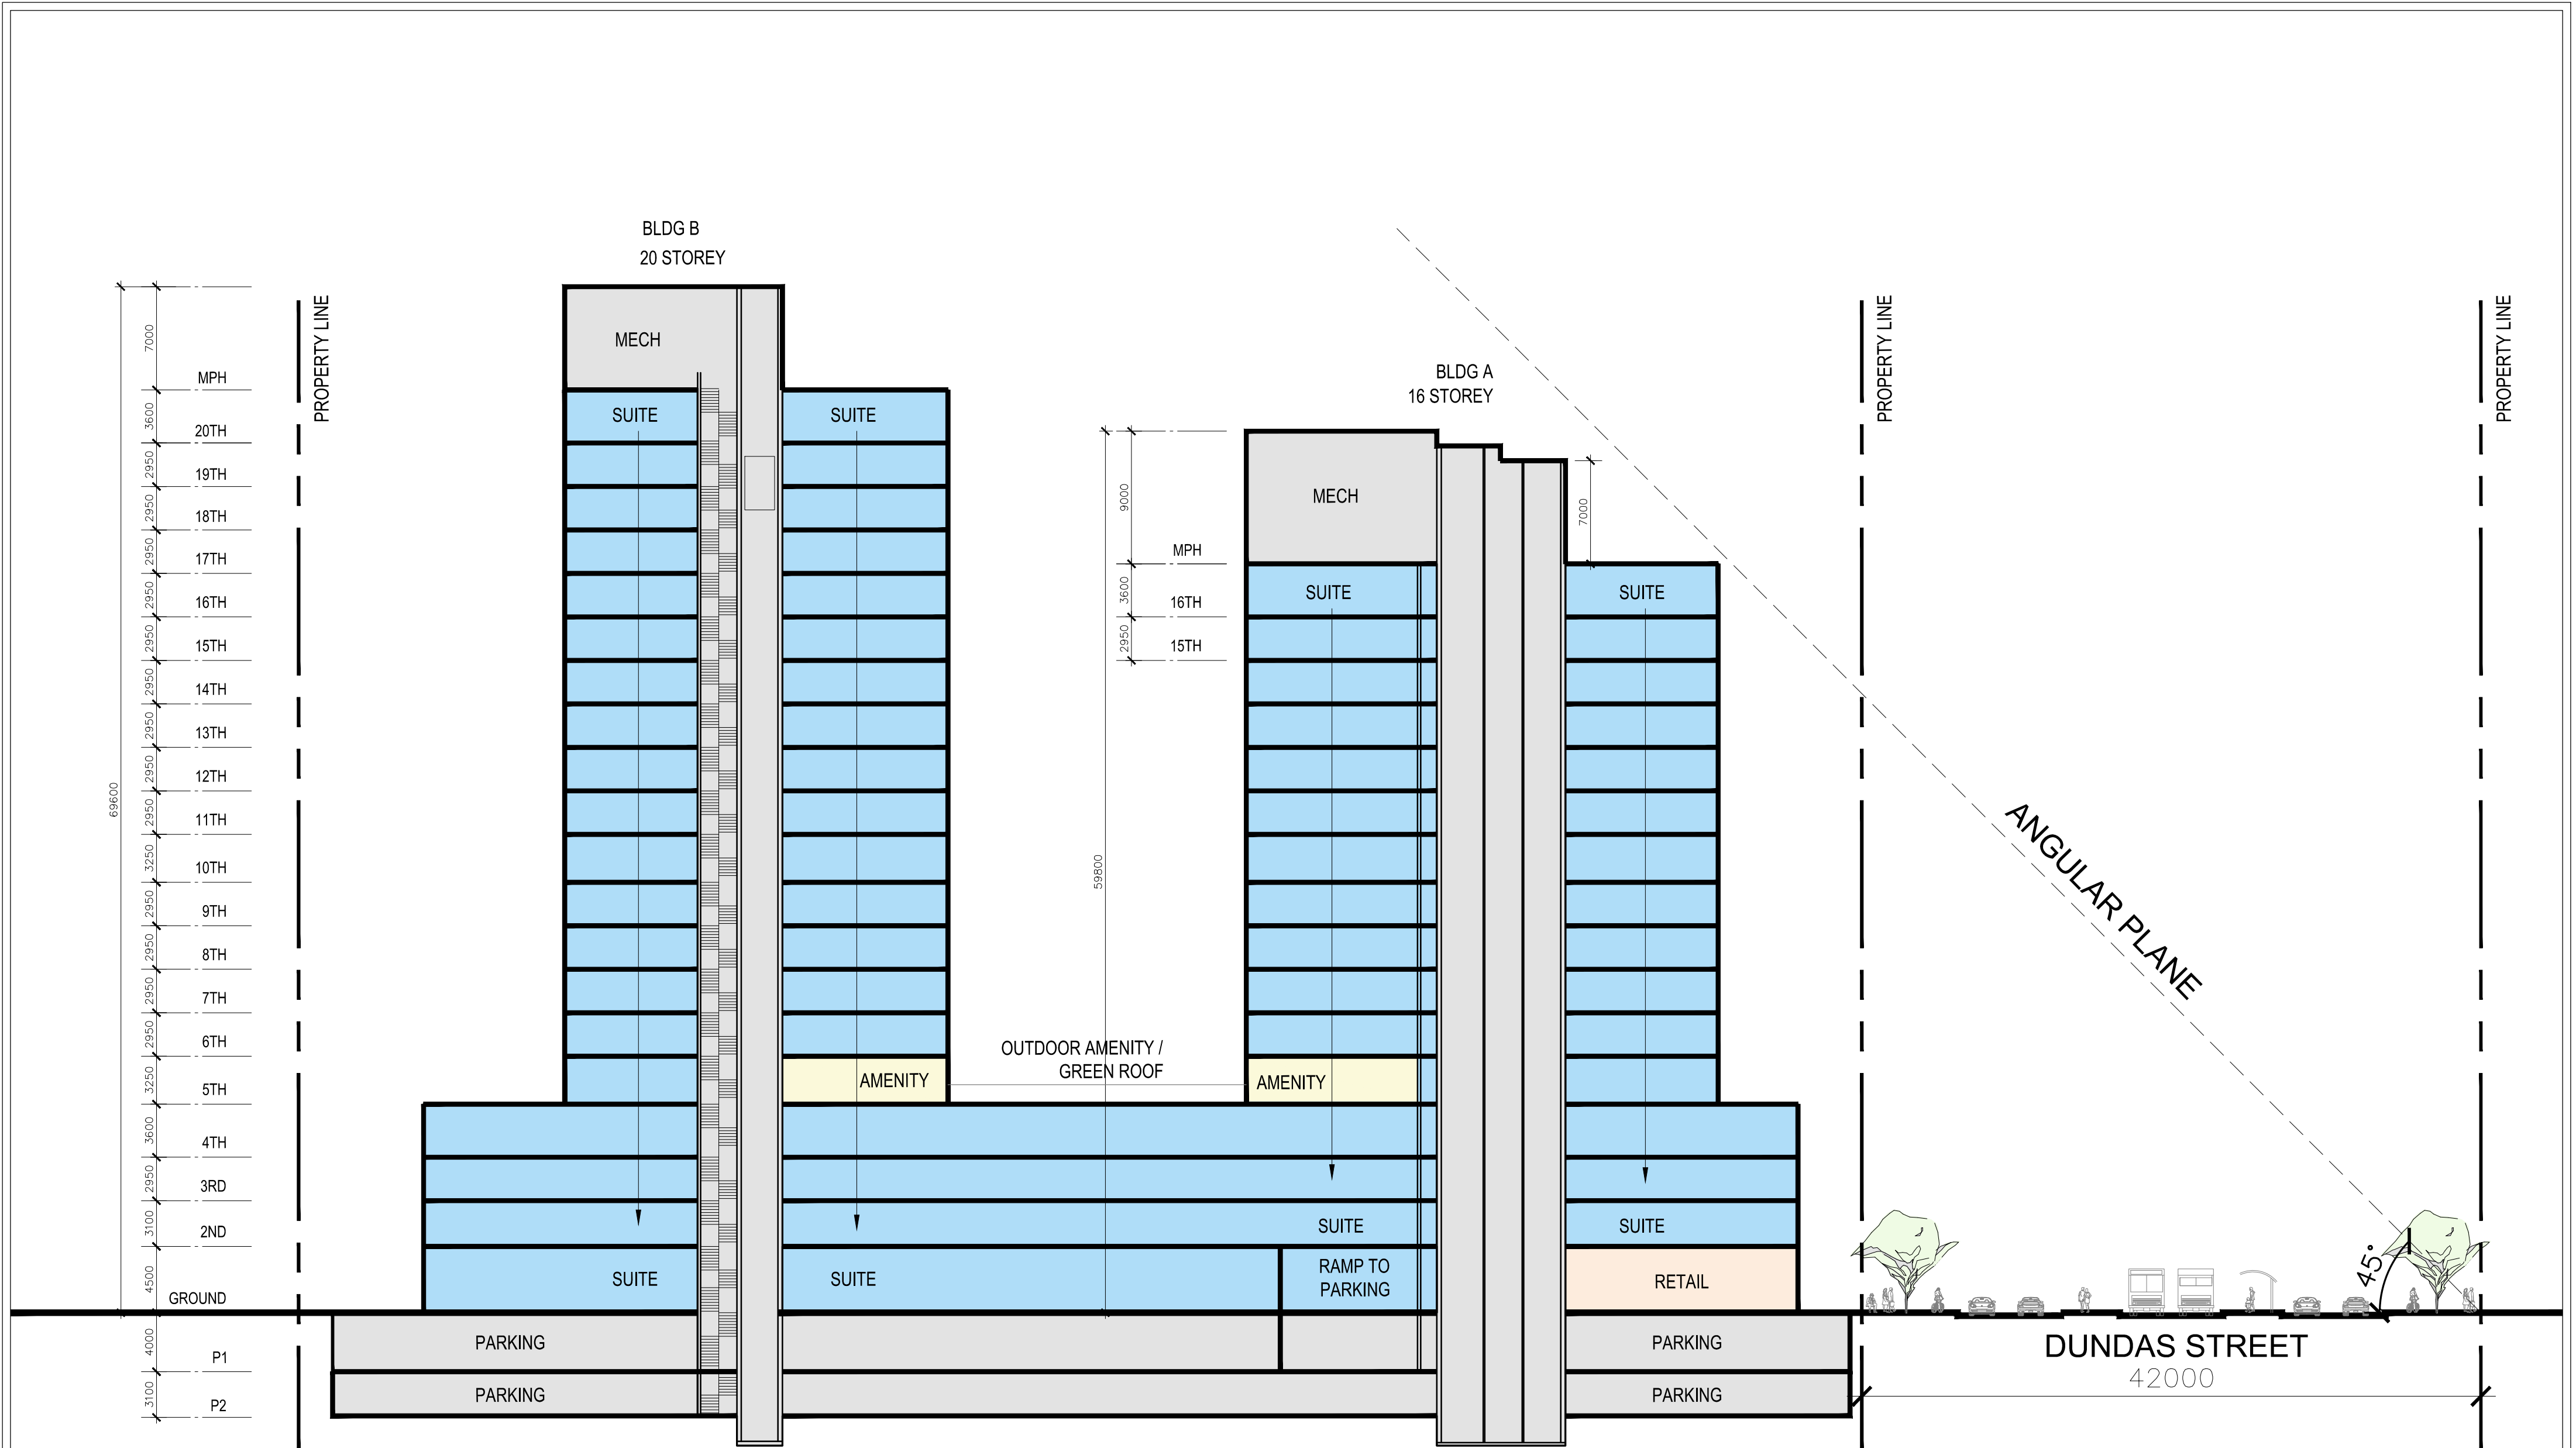 BLDG B
20 STOREY
BLDG A
16 STOREY
PROPERTY LINE
PROPERTY LINE
PROPERTY LINE
69600
7000
MPH
3600
20TH
2950
19TH
2950
18TH
2950
17TH
2950
16TH
2950
15TH
2950
14TH
2950
13TH
2950
12TH
2950
11TH
3250
10TH
2950
9TH
2950
8TH
2950
7TH
2950
6TH
3250
5TH
3600
4TH
2950
3RD
3100
2ND
4500
GROUND
4000
P1
3100
P2
MECH
SUITE
SUITE
AMENITY
OUTDOOR AMENITY /
GREEN ROOF
59800
9000
MPH
3600
16TH
2950
15TH
MECH
7000
SUITE
SUITE
AMENITY
SUITE
SUITE
SUITE
SUITE
RAMP TO
PARKING
RETAIL
PARKING
PARKING
PARKING
PARKING
ANGULAR PLANE
45°
DUNDAS STREET
42000